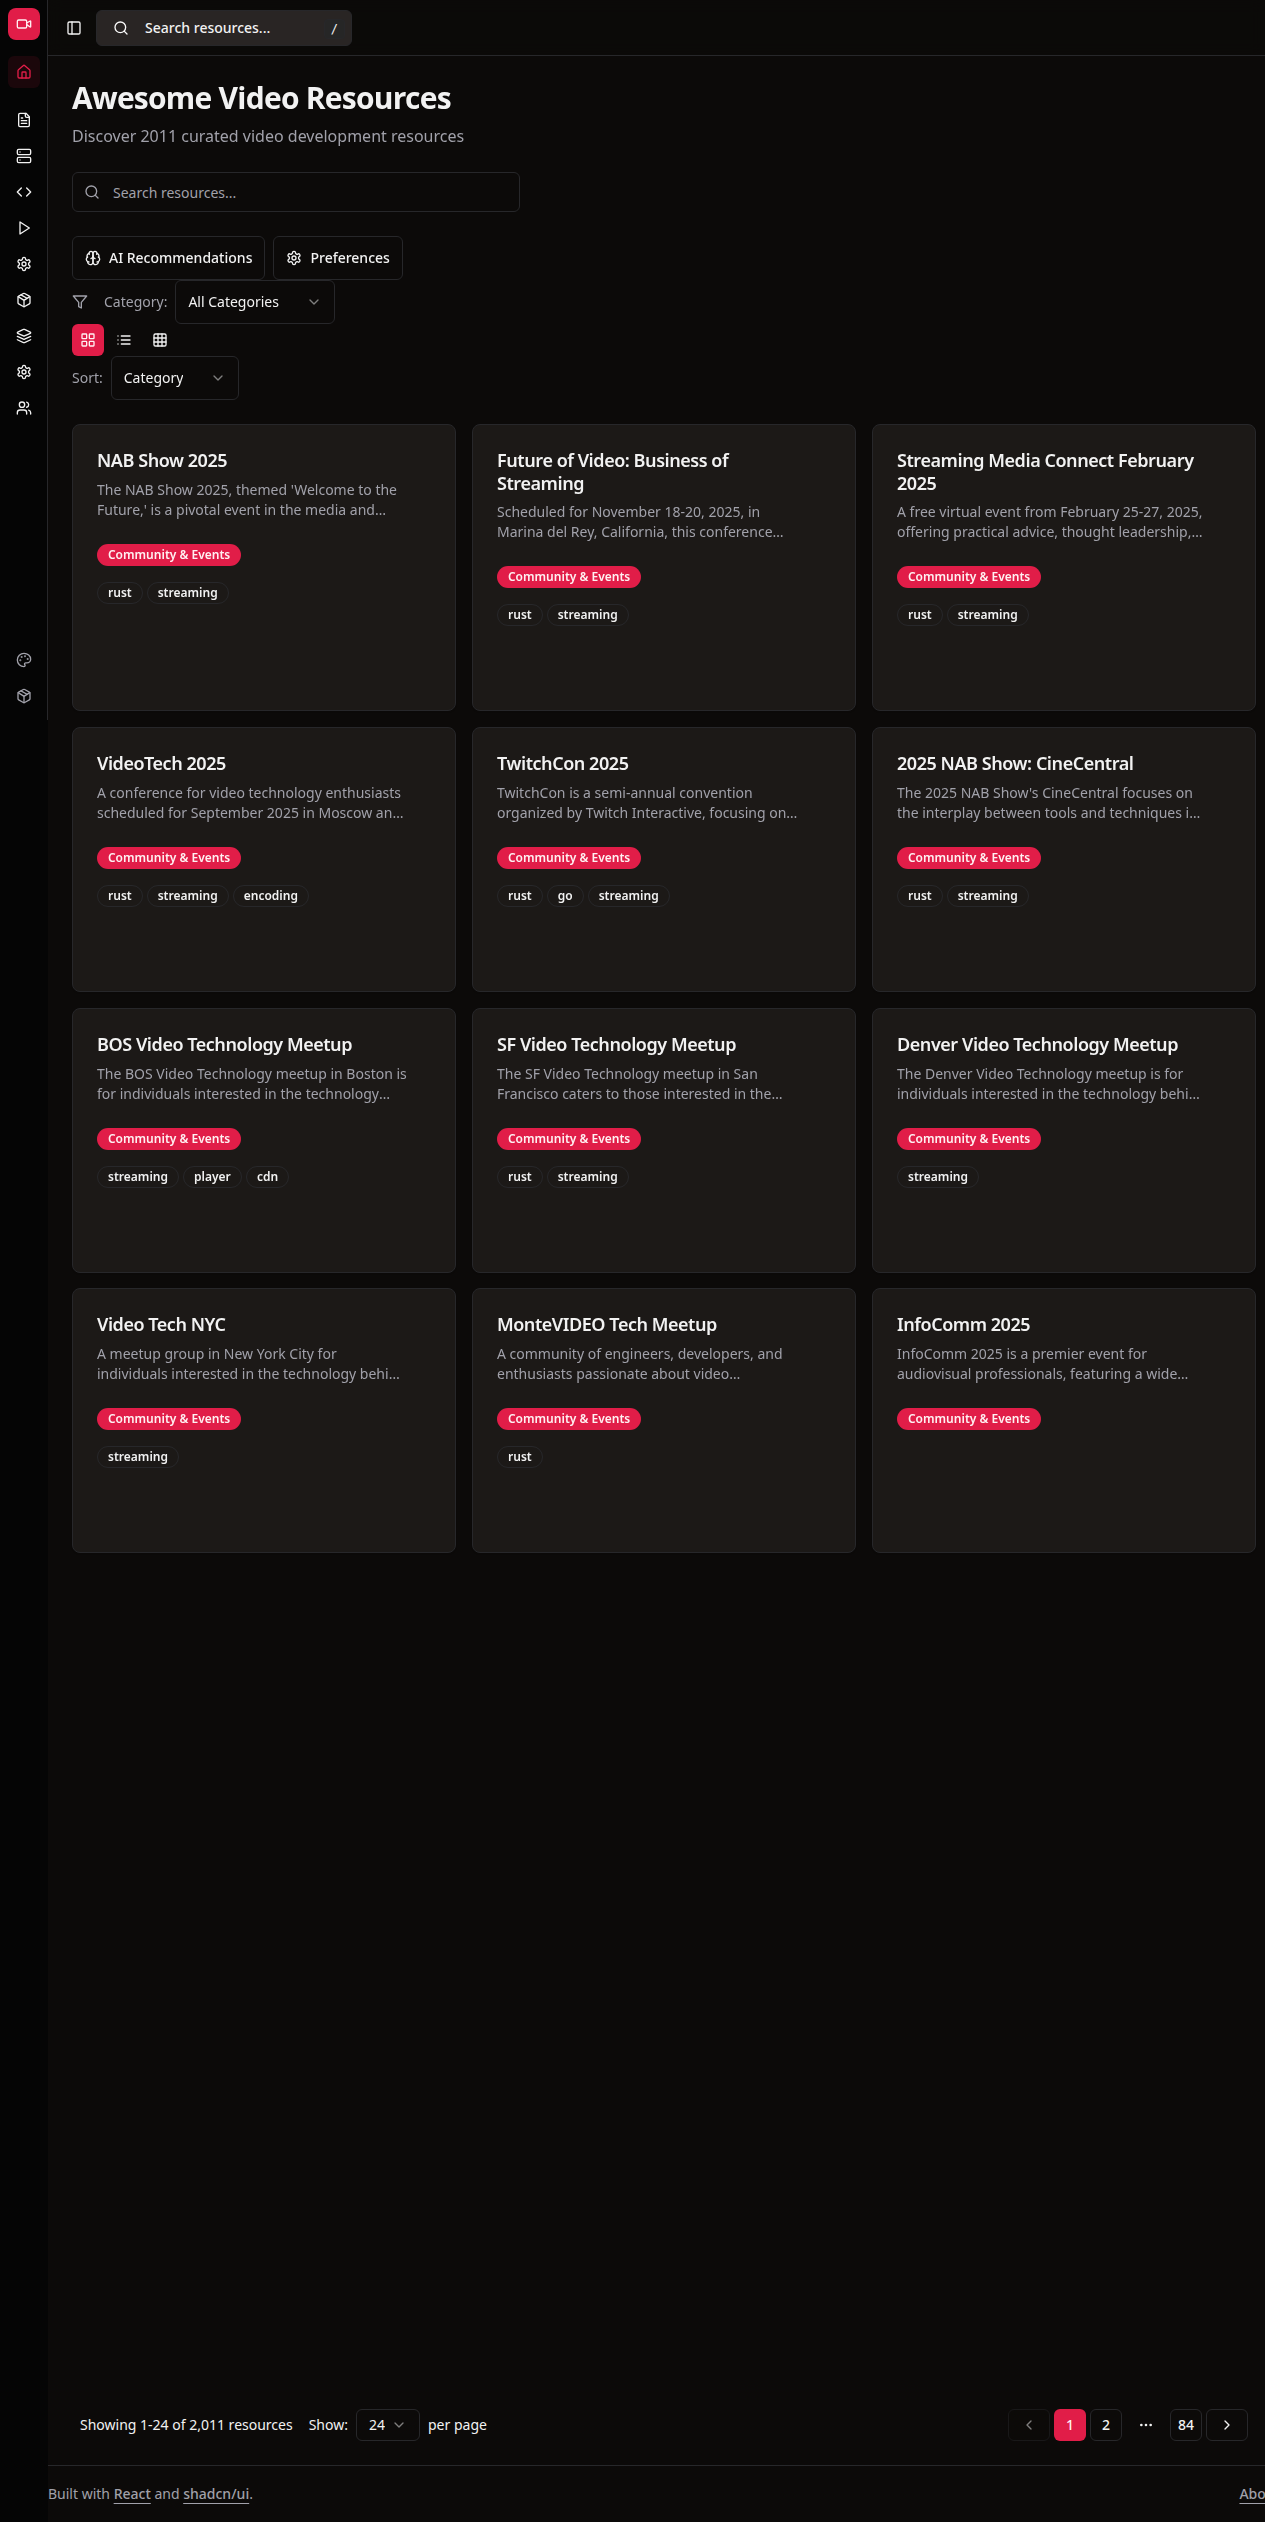 Search resources... /
Awesome Video Resources
Discover 2011 curated video development resources
Search resources...
AI Recommendations Preferences
Category: All Categories
Sort: Category
NAB Show 2025
The NAB Show 2025, themed 'Welcome to the
Future,' is a pivotal event in the media and...
Community & Events
rust streaming
Future of Video: Business of
Streaming
Scheduled for November 18-20, 2025, in
Marina del Rey, California, this conference...
Community & Events
rust streaming
Streaming Media Connect February
2025
A free virtual event from February 25-27, 2025,
offering practical advice, thought leadership,...
Community & Events
rust streaming
VideoTech 2025
A conference for video technology enthusiasts
scheduled for September 2025 in Moscow an...
Community & Events
rust streaming encoding
TwitchCon 2025
TwitchCon is a semi-annual convention
organized by Twitch Interactive, focusing on...
Community & Events
rust go streaming
2025 NAB Show: CineCentral
The 2025 NAB Show's CineCentral focuses on
the interplay between tools and techniques i...
Community & Events
rust streaming
BOS Video Technology Meetup
The BOS Video Technology meetup in Boston is
for individuals interested in the technology...
Community & Events
streaming player cdn
SF Video Technology Meetup
The SF Video Technology meetup in San
Francisco caters to those interested in the...
Community & Events
rust streaming
Denver Video Technology Meetup
The Denver Video Technology meetup is for
individuals interested in the technology behi...
Community & Events
streaming
Video Tech NYC
A meetup group in New York City for
individuals interested in the technology behi...
Community & Events
streaming
MonteVIDEO Tech Meetup
A community of engineers, developers, and
enthusiasts passionate about video...
Community & Events
rust
InfoComm 2025
InfoComm 2025 is a premier event for
audiovisual professionals, featuring a wide...
Community & Events
Showing 1-24 of 2,011 resources Show: 24 per page 1 2 ... 84
Built with React and shadcn/ui. Abo